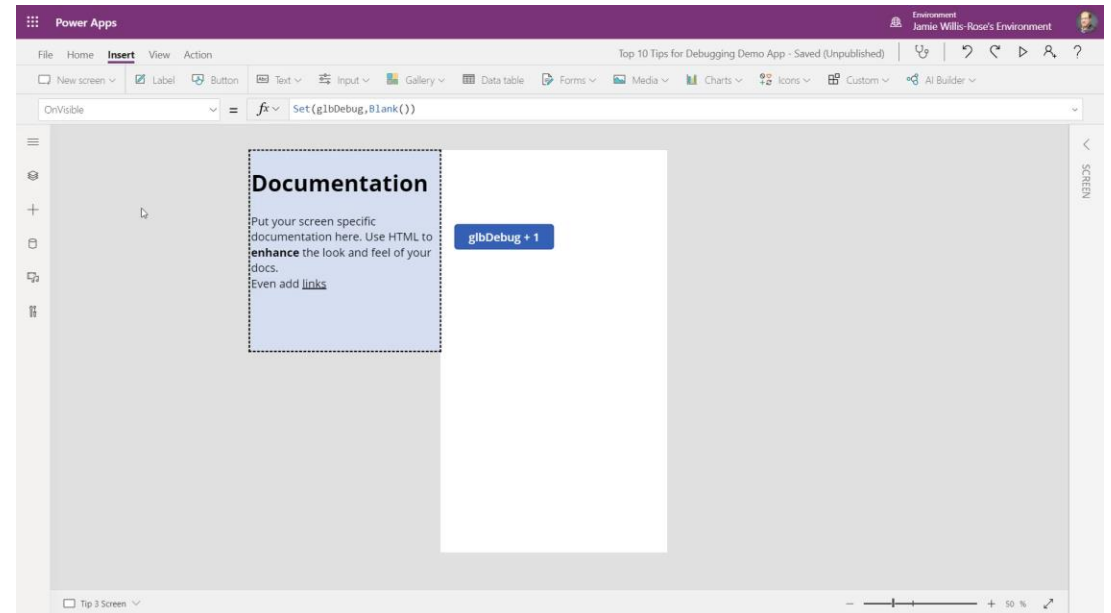 Power Apps
Environment
Jamie Willis-Rose's Environment
File Home Insert View Action
Top 10 Tips for Debugging Demo App - Saved (Unpublished)
?
New screen Label Button Text Input Gallery Data table Forms Media Charts Icons Custom AI Builder
OnVisible = fx Set(glbDebug,Blank())
SCREEN
Documentation
Put your screen specific
documentation here. Use HTML to
enhance the look and feel of your
docs.
Even add links
glbDebug + 1
Tip 3 Screen
50 %